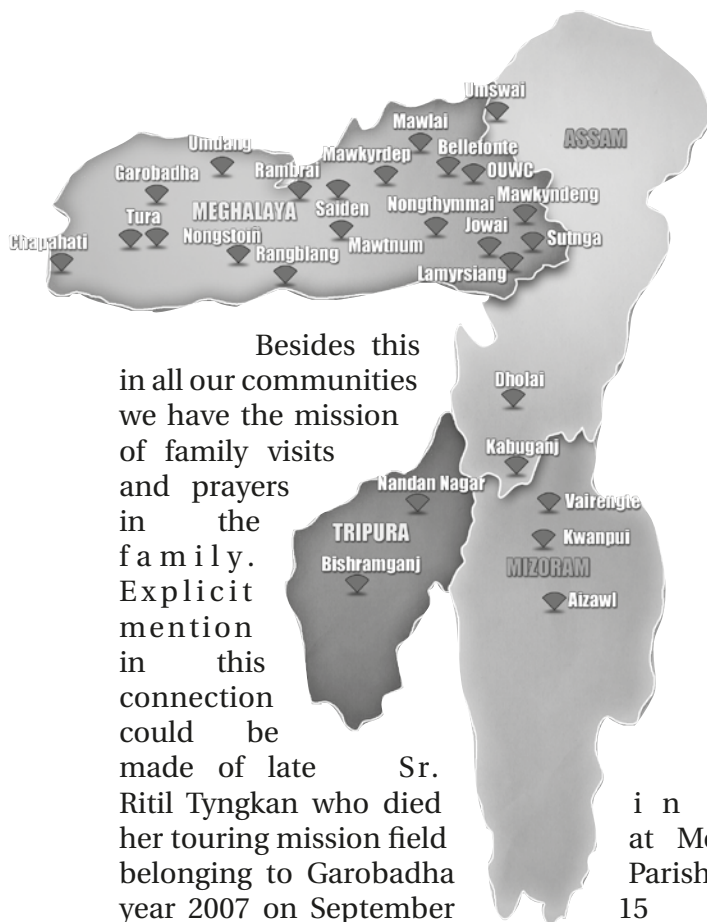 Umswai
Mawlai
ASSAM
Umdang
Bellefonte
Mawkyrdep
Garobadha
Rambrai
OUWC
Mawkyndeng
MEGHALAYA
Saiden
Nongthymmai
Tura
Jowai
Sutnga
Chapahati
Nongstoin
Mawtnum
Rangblang
Lamyrsiang
Dholai
Kabuganj
Nandan Nagar
Vairengte
TRIPURA
Kwanpui
Bishramganj
MIZORAM
Aizawl
Besides this
in all our communities
we have the mission
of family visits
and prayers
in the
family.
Explicit
mention
in this
connection
could be
made of late Sr.
Ritil Tyngkan who died in
her touring mission field at
belonging to Garobadha Parish
year 2007 on September 15